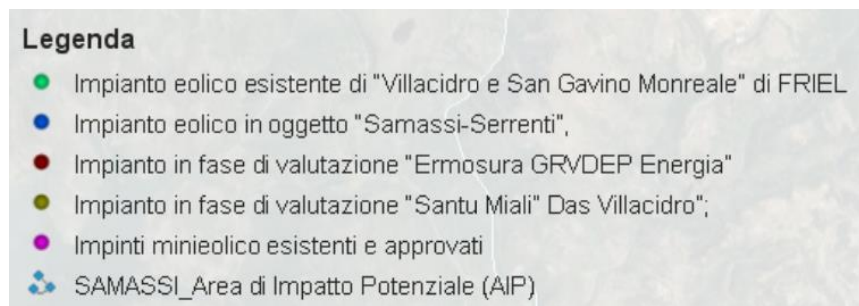 Legenda
Impianto eolico esistente di "Villacidro e San Gavino Monreale" di FRIEL
Impianto eolico in oggetto "Samassi-Serrenti",
Impianto in fase di valutazione "Ermosura GRVDEP Energia"
Impianto in fase di valutazione "Santu Miali" Das Villacidro";
Impinti minieolico esistenti e approvati
SAMASSI_Area di Impatto Potenziale (AIP)